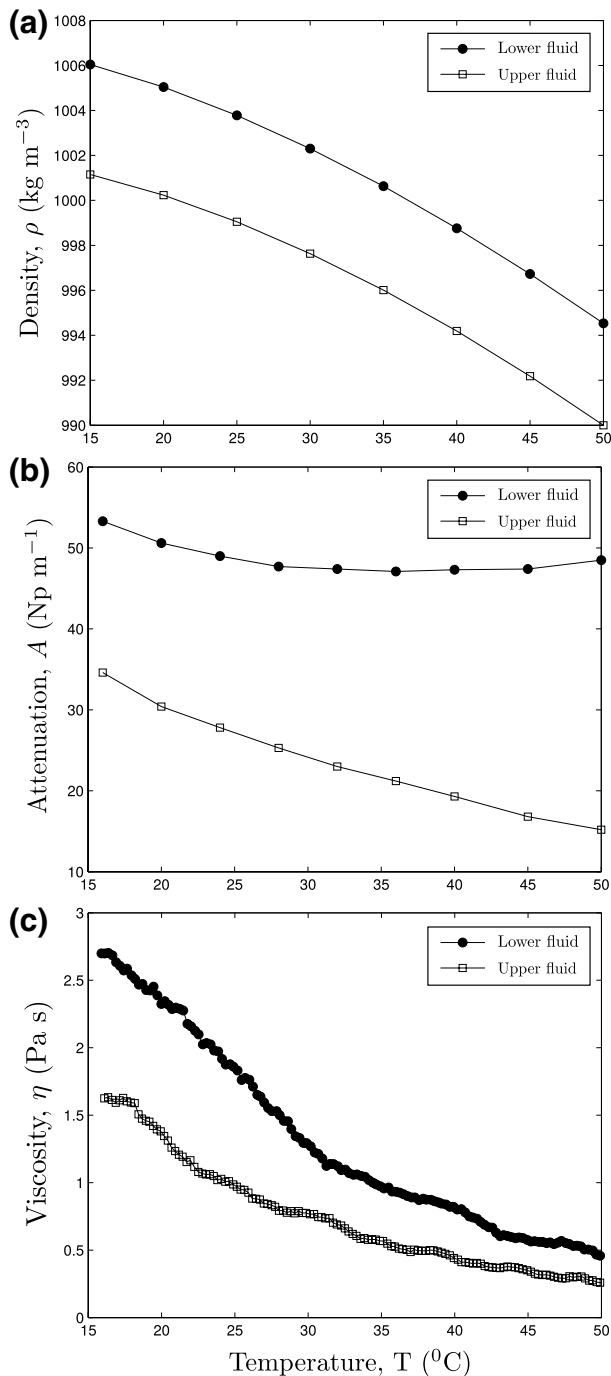 (a)
1008
1006
1004
1002
1000
998
996
994
992
990
Density, ρ (kg m⁻³)
Lower fluid
Upper fluid
15 20 25 30 35 40 45 50
(b)
60
50
40
30
20
10
Attenuation, A (Np m⁻¹)
Lower fluid
Upper fluid
15 20 25 30 35 40 45 50
(c)
3
2.5
2
1.5
1
0.5
0
Viscosity, η (Pa s)
Lower fluid
Upper fluid
15 20 25 30 35 40 45 50
Temperature, T (⁰C)